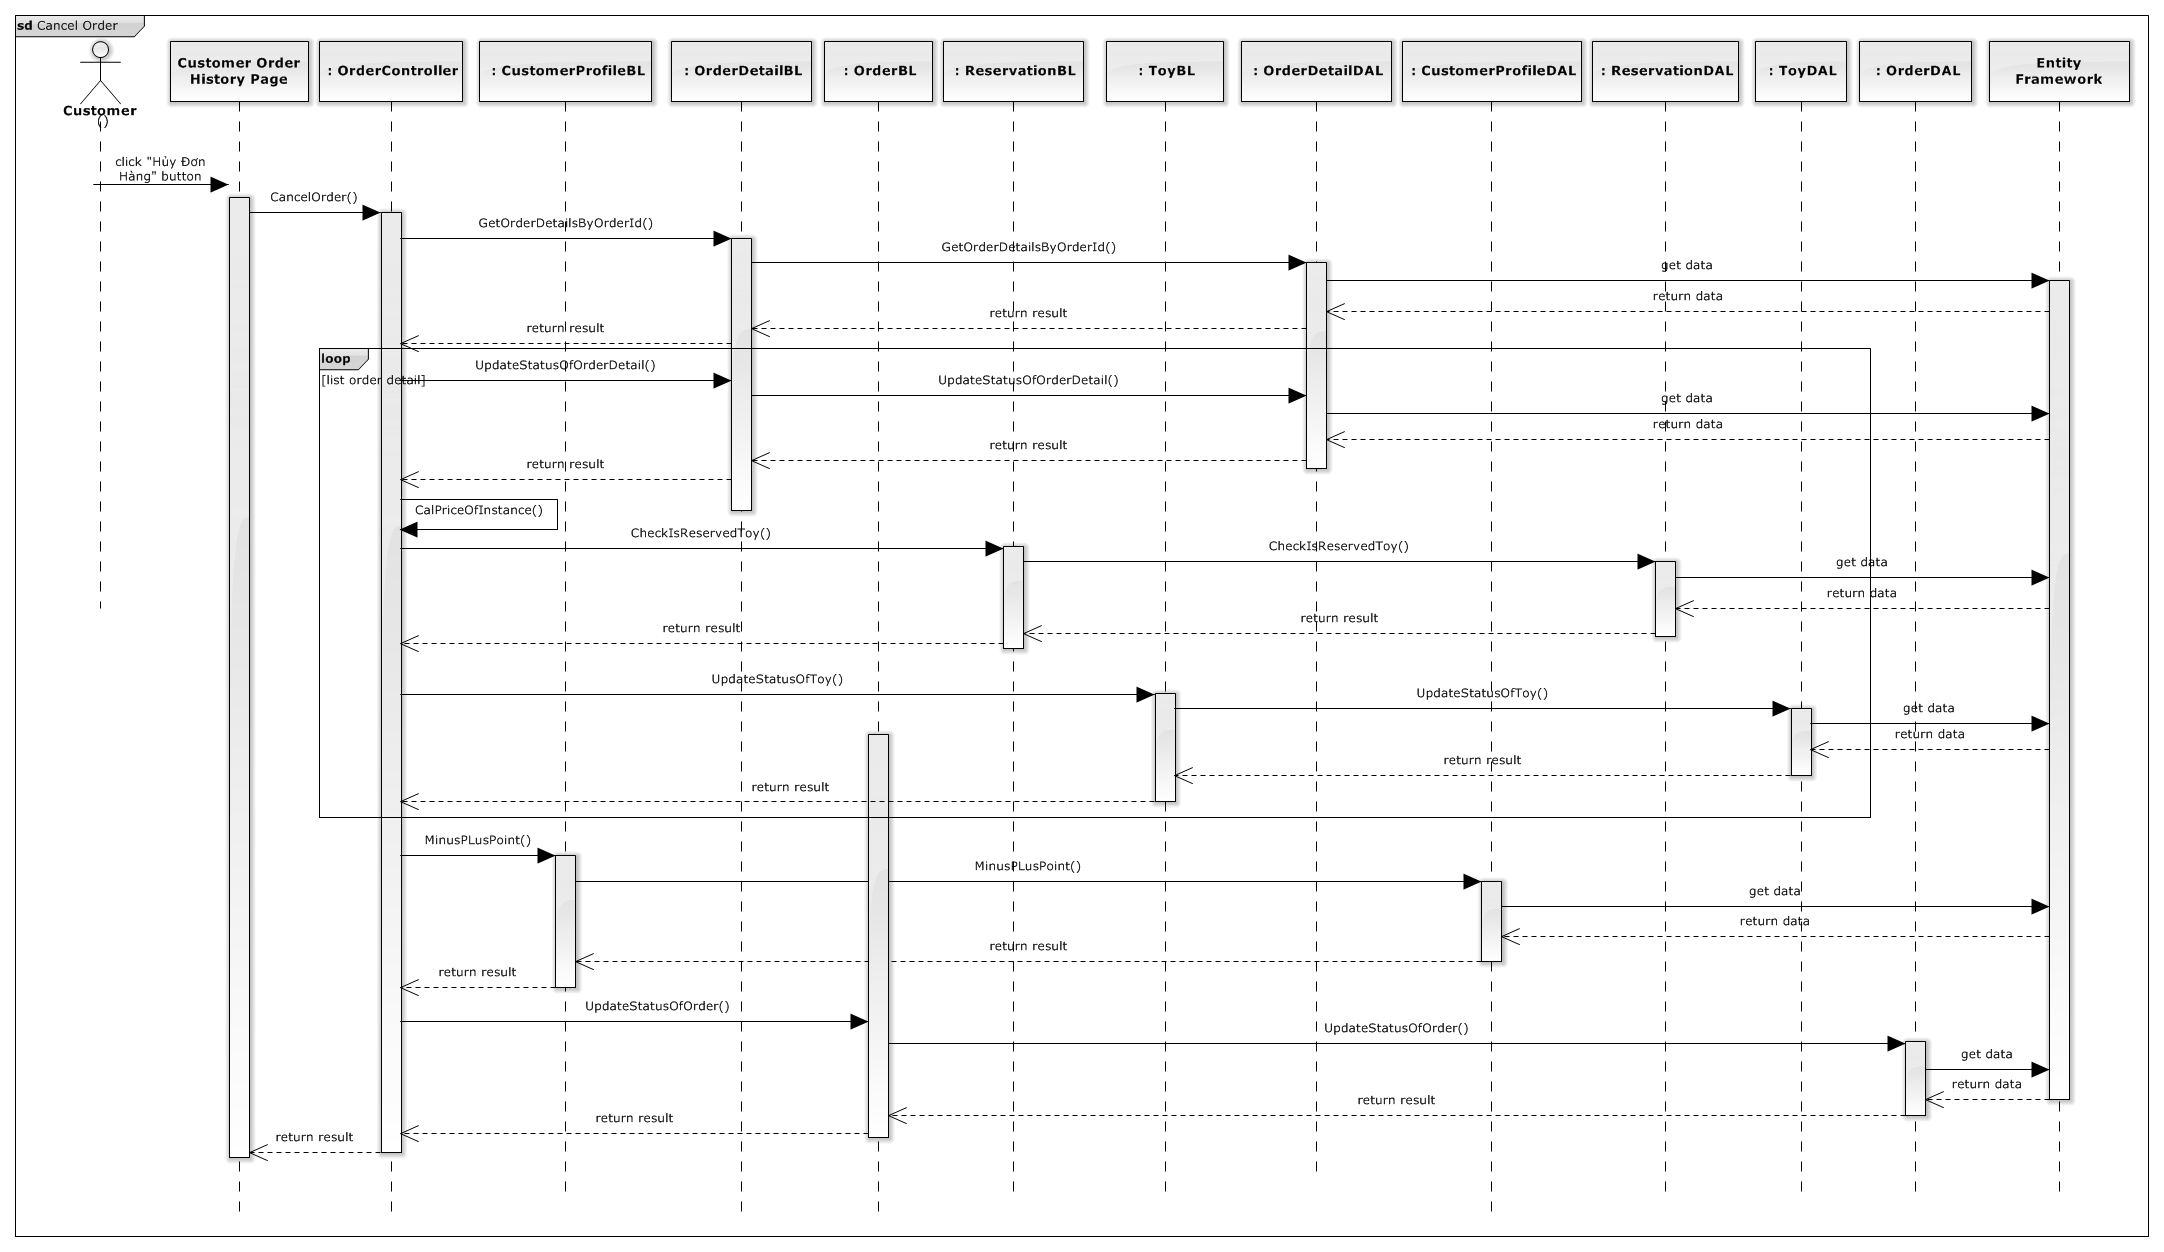 sd Cancel Order
Customer
Customer Order
History Page
: OrderController
: CustomerProfileBL
: OrderDetailBL
: OrderBL
: ReservationBL
: ToyBL
: OrderDetailDAL
: CustomerProfileDAL
: ReservationDAL
: ToyDAL
: OrderDAL
Entity
Framework
click "Hủy Đơn
Hàng" button
CancelOrder()
GetOrderDetailsByOrderId()
GetOrderDetailsByOrderId()
get data
return data
return result
return result
loop
[list order detail]
UpdateStatusOfOrderDetail()
UpdateStatusOfOrderDetail()
get data
return data
return result
return result
CalPriceOfInstance()
CheckIsReservedToy()
CheckIsReservedToy()
get data
return data
return result
return result
UpdateStatusOfToy()
UpdateStatusOfToy()
get data
return data
return result
return result
MinusPLusPoint()
MinusPLusPoint()
get data
return data
return result
return result
UpdateStatusOfOrder()
UpdateStatusOfOrder()
get data
return data
return result
return result
return result